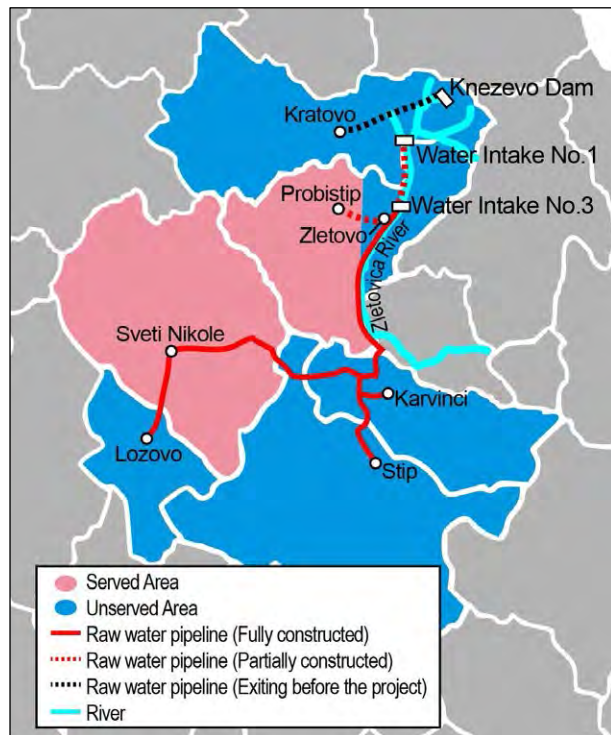 Knezevo Dam
Kratovo
Water Intake No.1
Probistip
Water Intake No.3
Zletovo
Zletovica River
Sveti Nikole
Karvinci
Lozovo
Stip
Served Area
Unserved Area
Raw water pipeline (Fully constructed)
Raw water pipeline (Partially constructed)
Raw water pipeline (Exiting before the project)
River